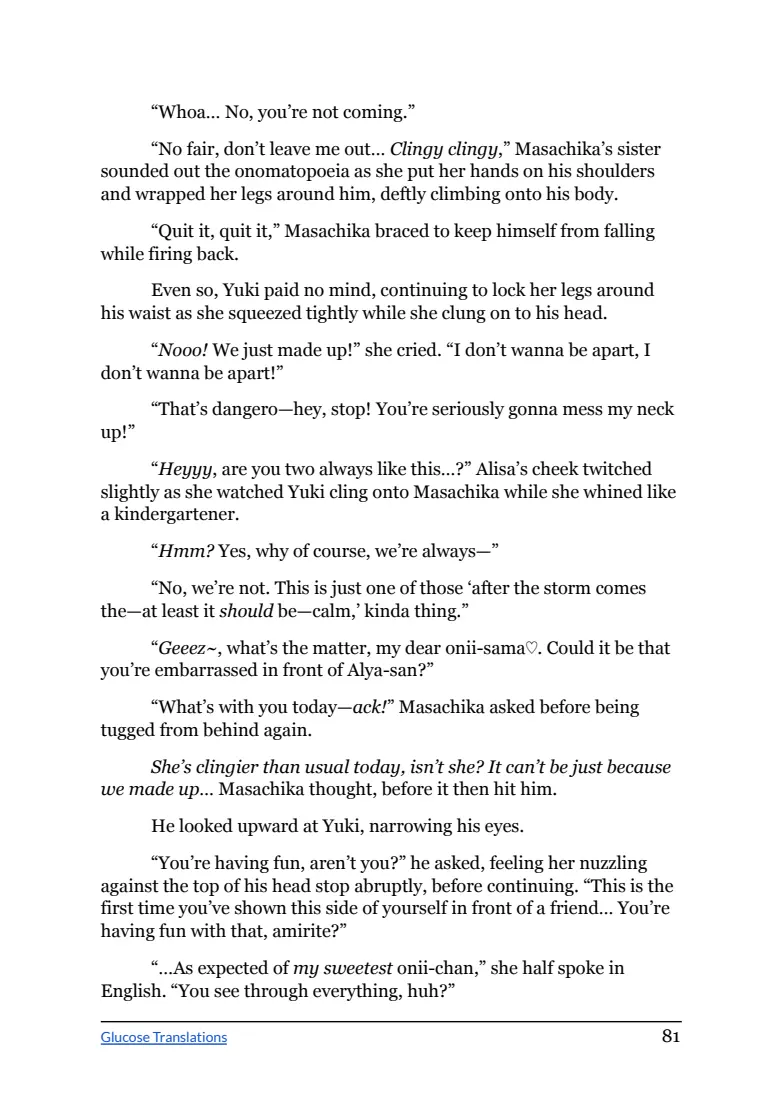 “Whoa... No, you’re not coming.”
“No fair, don’t leave me out... Clingy clingy,” Masachika’s sister
sounded out the onomatopoeia as she put her hands on his shoulders
and wrapped her legs around him, deftly climbing onto his body.
“Quit it, quit it,” Masachika braced to keep himself from falling
while firing back.
Even so, Yuki paid no mind, continuing to lock her legs around
his waist as she squeezed tightly while she clung on to his head.
“Nooo! We just made up!” she cried. “I don’t wanna be apart, I
don’t wanna be apart!”
“That’s dangero—hey, stop! You’re seriously gonna mess my neck
up!”
“Heyyy, are you two always like this...?” Alisa’s cheek twitched
slightly as she watched Yuki cling onto Masachika while she whined like
a kindergartener.
“Hmm? Yes, why of course, we’re always—”
“No, we’re not. This is just one of those ‘after the storm comes
the—at least it should be—calm,’ kinda thing.”
“Geeez~, what’s the matter, my dear onii-sama♡. Could it be that
you’re embarrassed in front of Alya-san?”
“What’s with you today—ack!” Masachika asked before being
tugged from behind again.
She’s clingier than usual today, isn’t she? It can’t be just because
we made up... Masachika thought, before it then hit him.
He looked upward at Yuki, narrowing his eyes.
“You’re having fun, aren’t you?” he asked, feeling her nuzzling
against the top of his head stop abruptly, before continuing. “This is the
first time you’ve shown this side of yourself in front of a friend... You’re
having fun with that, amirite?”
“...As expected of my sweetest onii-chan,” she half spoke in
English. “You see through everything, huh?”
Glucose Translations
81